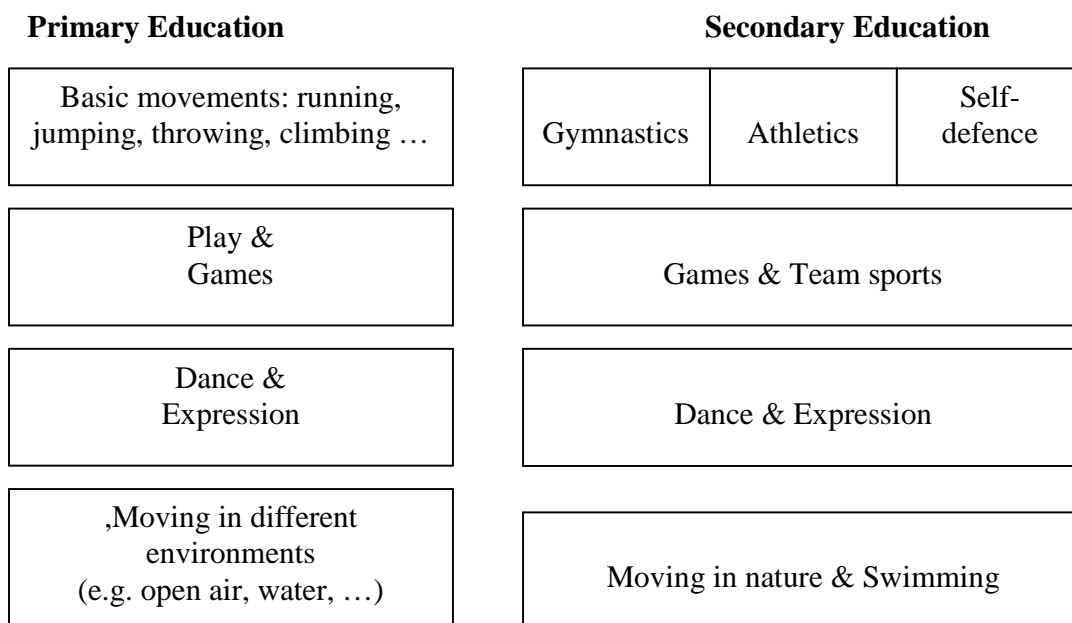 Primary Education
Secondary Education
Basic movements: running,
jumping, throwing, climbing …
Gymnastics
Athletics
Self-
defence
Play &
Games
Games & Team sports
Dance &
Expression
Dance & Expression
,Moving in different
environments
(e.g. open air, water, …)
Moving in nature & Swimming